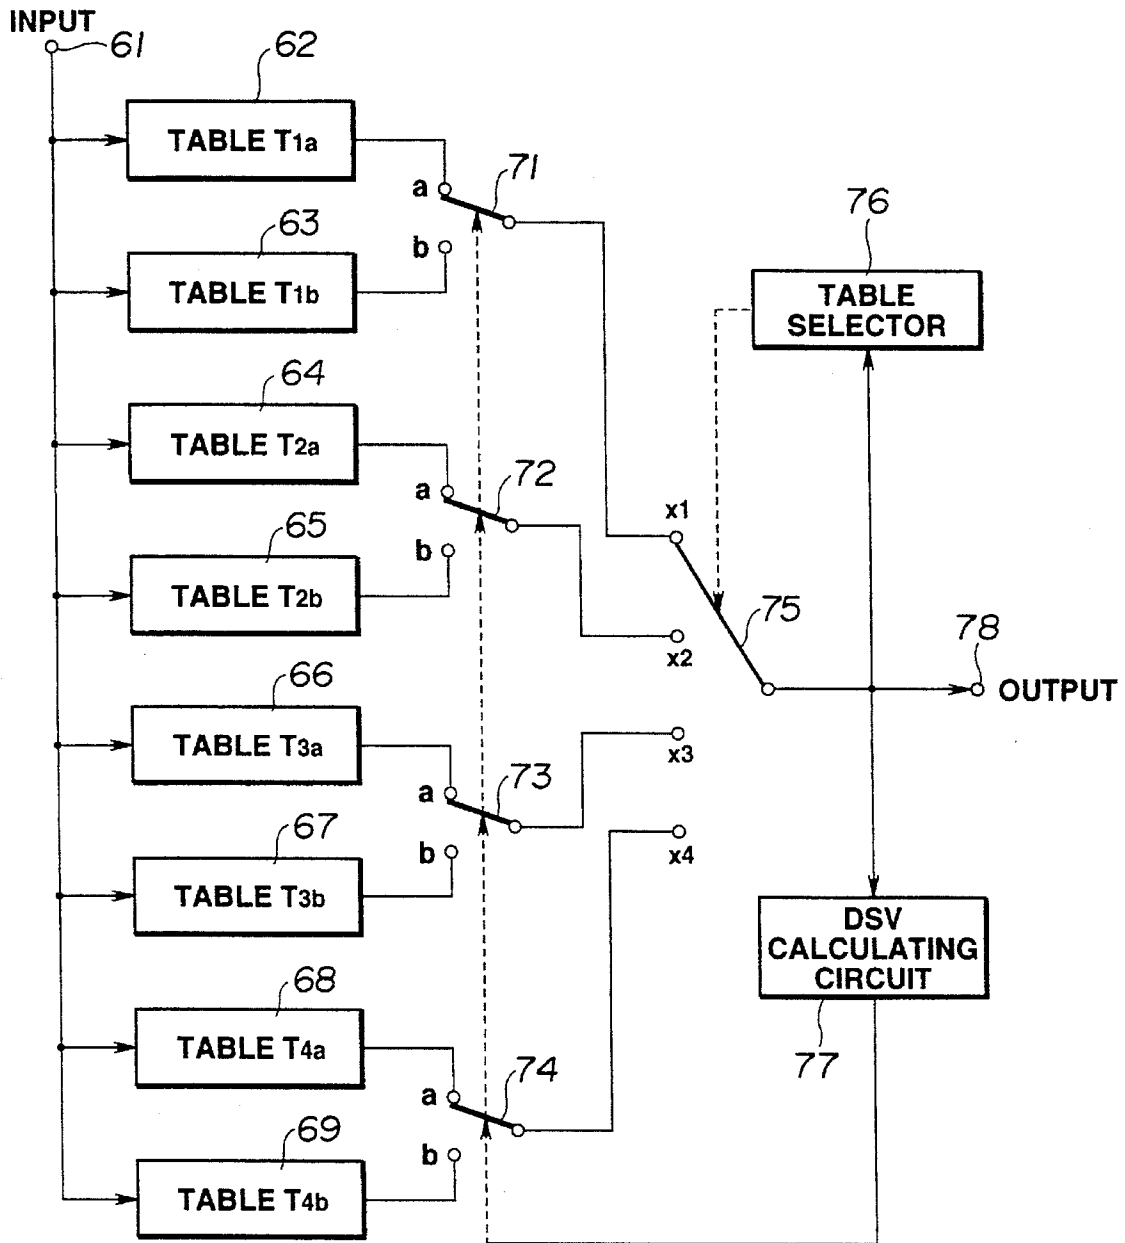 INPUT
61
62
TABLE T1a
a
71
63
b
TABLE T1b
76
TABLE
SELECTOR
64
TABLE T2a
a
72
x1
65
b
TABLE T2b
75
x2
78
OUTPUT
66
TABLE T3a
x3
a
73
67
b
x4
TABLE T3b
DSV
CALCULATING
CIRCUIT
77
68
TABLE T4a
a
74
69
b
TABLE T4b